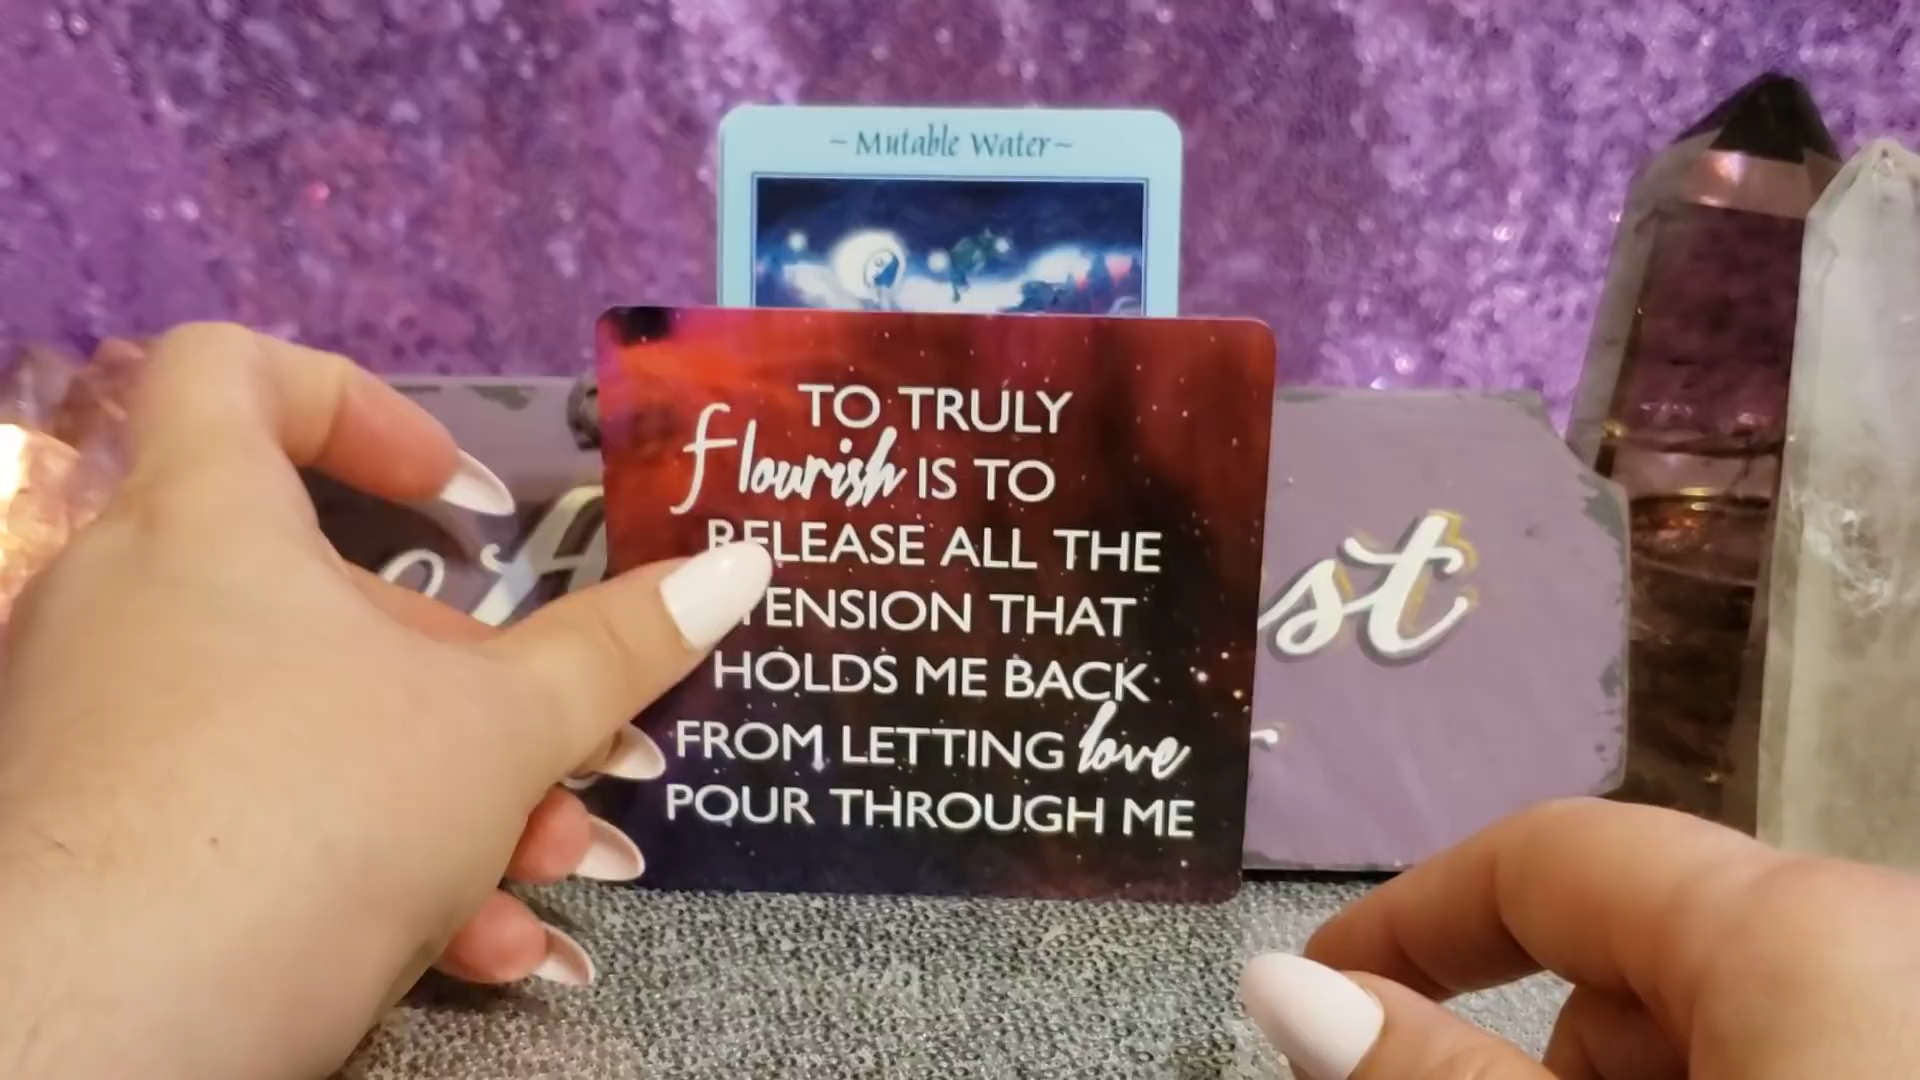 ~ Mutable Water ~
TO TRULY
flourish IS TO
RELEASE ALL THE
TENSION THAT
HOLDS ME BACK
FROM LETTING love
POUR THROUGH ME
st